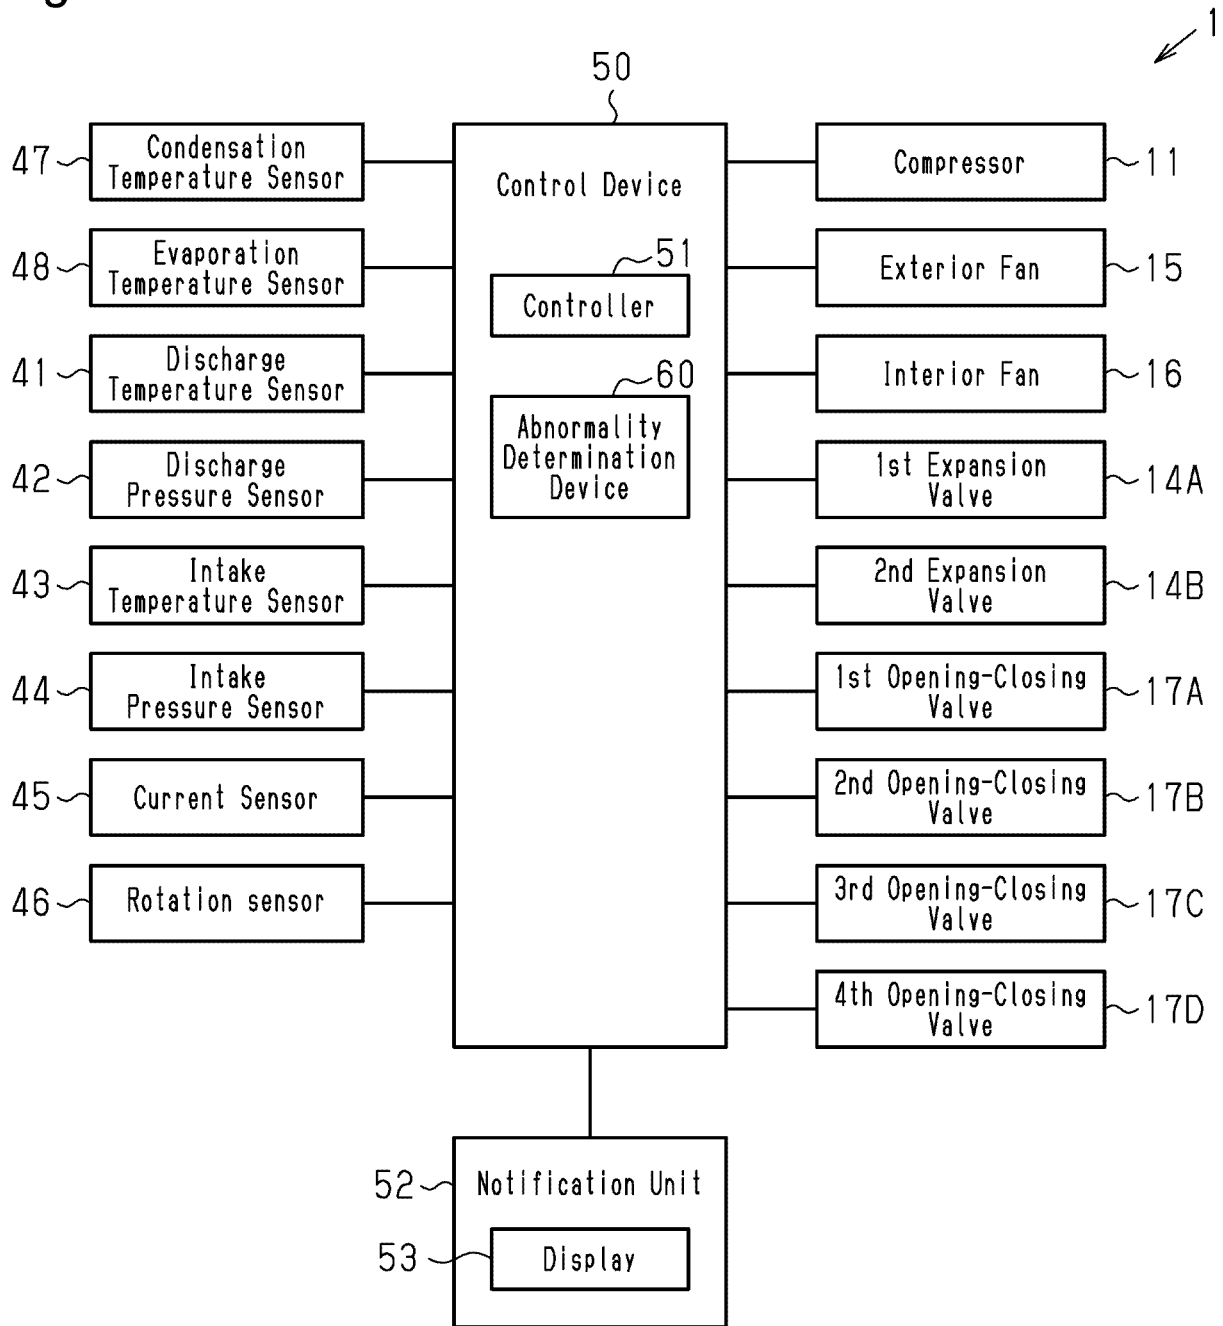 1
50
47
Condensation
Temperature Sensor
Control Device
Compressor
11
48
Evaporation
Temperature Sensor
51
Controller
Exterior Fan
15
41
Discharge
Temperature Sensor
60
Abnormality
Determination
Device
Interior Fan
16
42
Discharge
Pressure Sensor
1st Expansion
Valve
14A
43
Intake
Temperature Sensor
2nd Expansion
Valve
14B
44
Intake
Pressure Sensor
1st Opening-Closing
Valve
17A
45
Current Sensor
2nd Opening-Closing
Valve
17B
46
Rotation sensor
3rd Opening-Closing
Valve
17C
4th Opening-Closing
Valve
17D
52
Notification Unit
53
Display